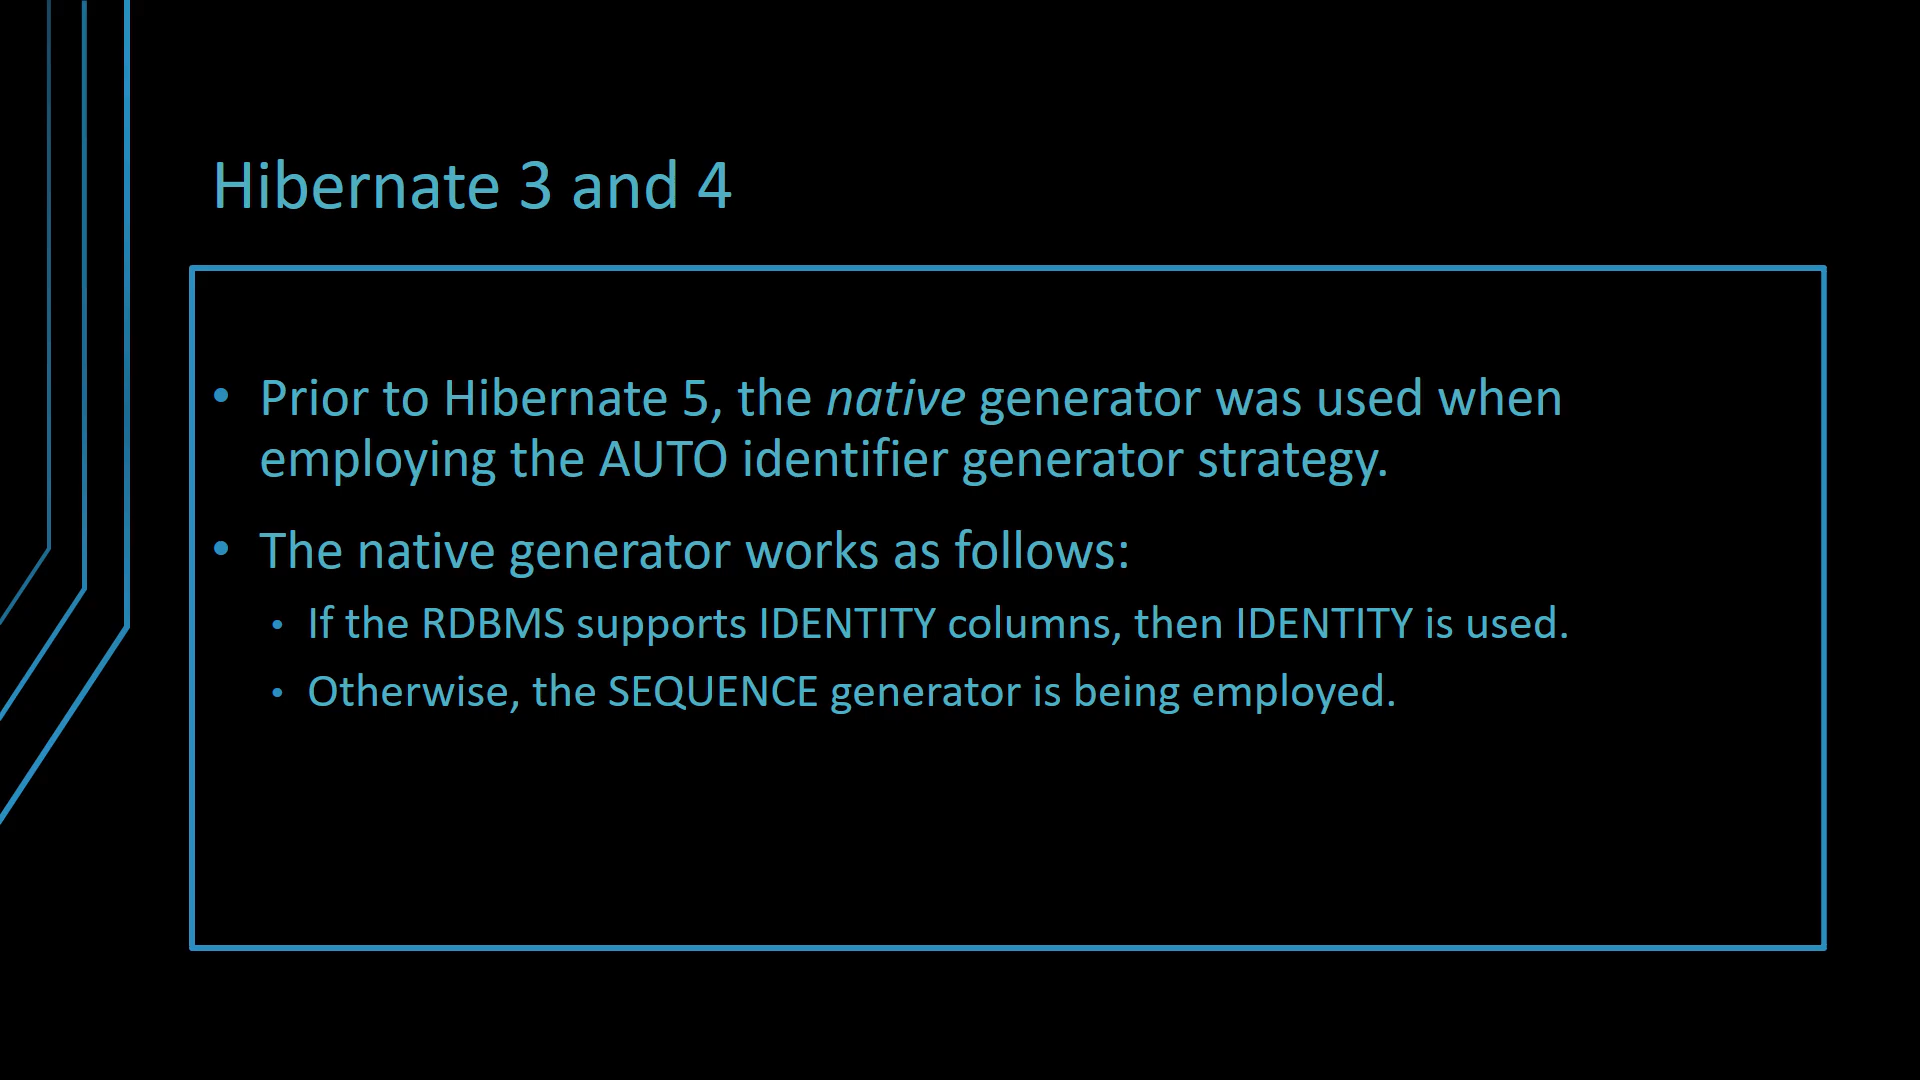 Hibernate 3 and 4
• Prior to Hibernate 5, the native generator was used when
employing the AUTO identifier generator strategy.
• The native generator works as follows:
• If the RDBMS supports IDENTITY columns, then IDENTITY is used.
• Otherwise, the SEQUENCE generator is being employed.